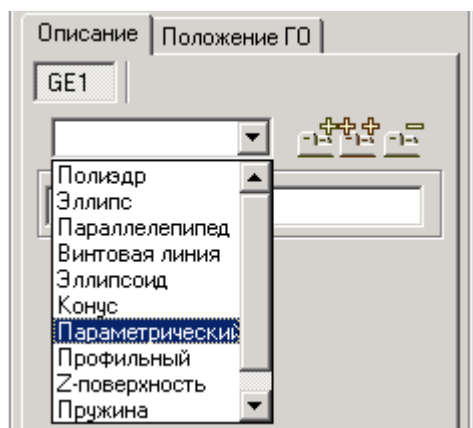 Описание Положение ГО
GE1
Полиэдр
Эллипс
Параллелепипед
Винтовая линия
Эллипсоид
Конус
Параметрический
Профильный
Z-поверхность
Пружина